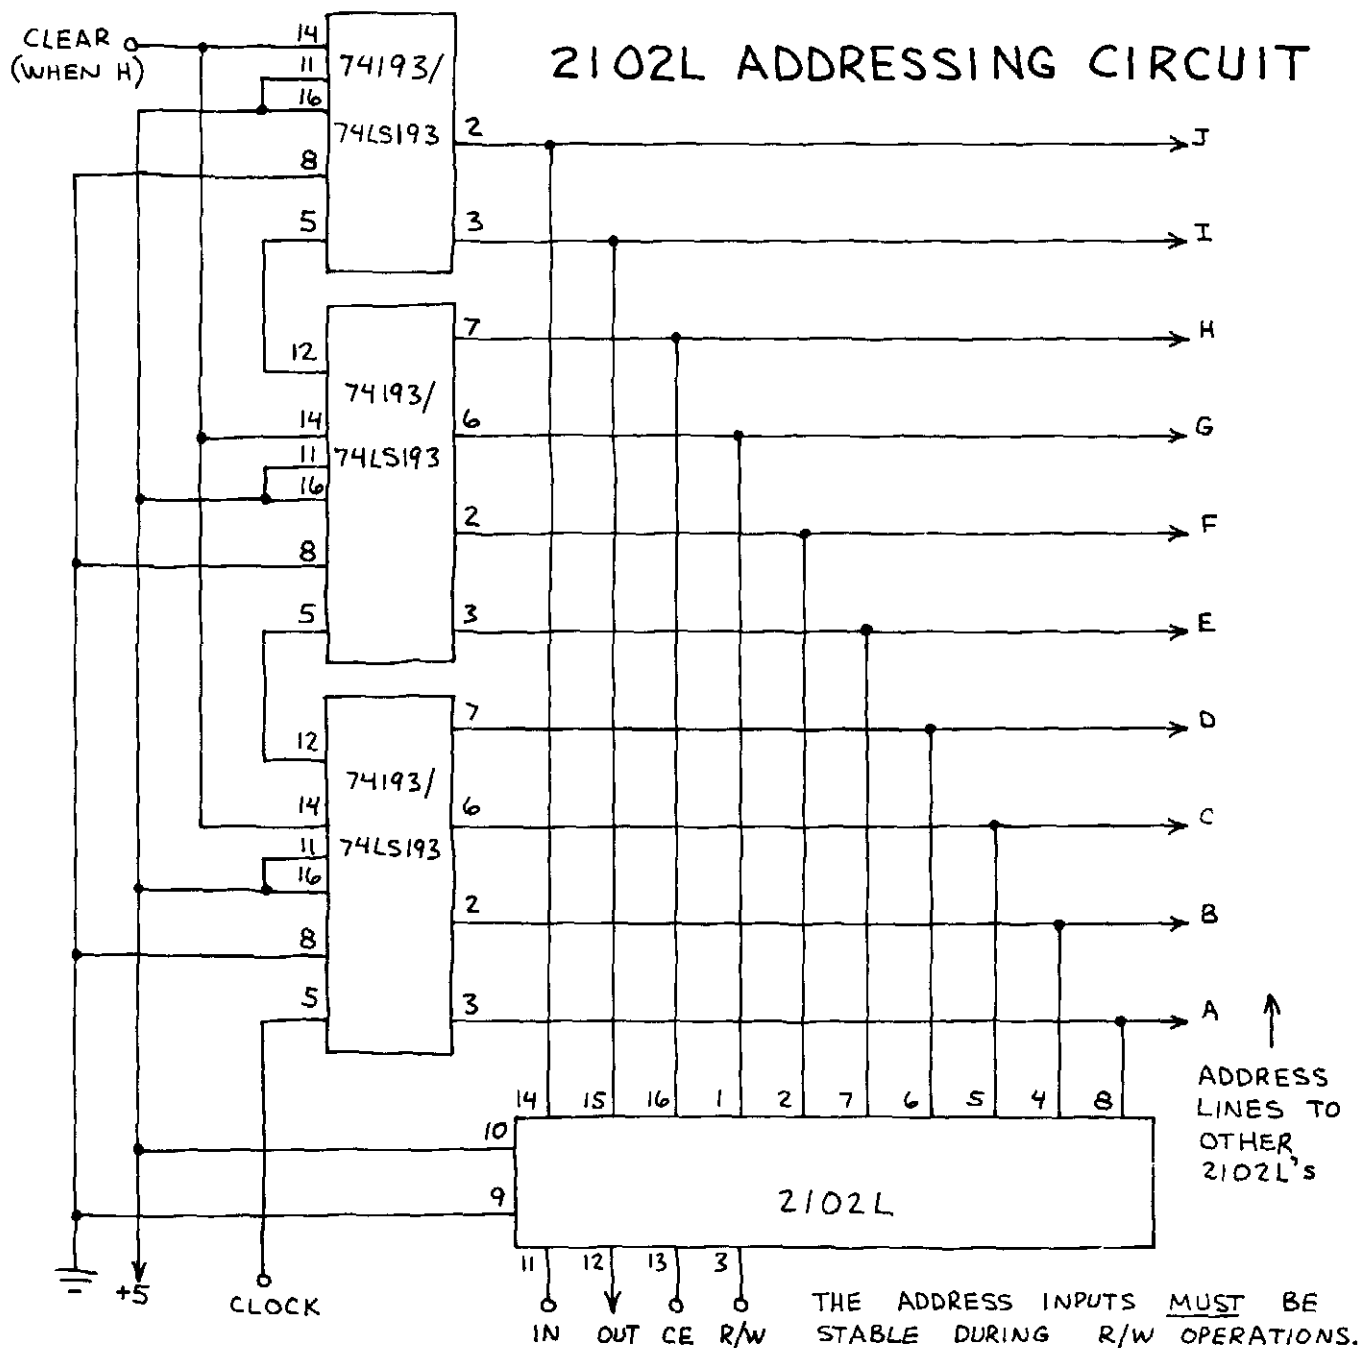 2102L ADDRESSING CIRCUIT
CLEAR
(WHEN H)
14
11
16
8
5
74193/
74LS193
2
3
J
I
12
14
11
16
8
5
74193/
74LS193
7
6
2
3
H
G
F
E
12
14
11
16
8
5
74193/
74LS193
7
6
2
3
D
C
B
A
ADDRESS
LINES TO
OTHER
2102L's
14 15 16 1 2 7 6 5 4 8
10
9
2102L
11 12 13 3
+5
CLOCK
IN OUT CE R/W
THE ADDRESS INPUTS MUST BE
STABLE DURING R/W OPERATIONS.